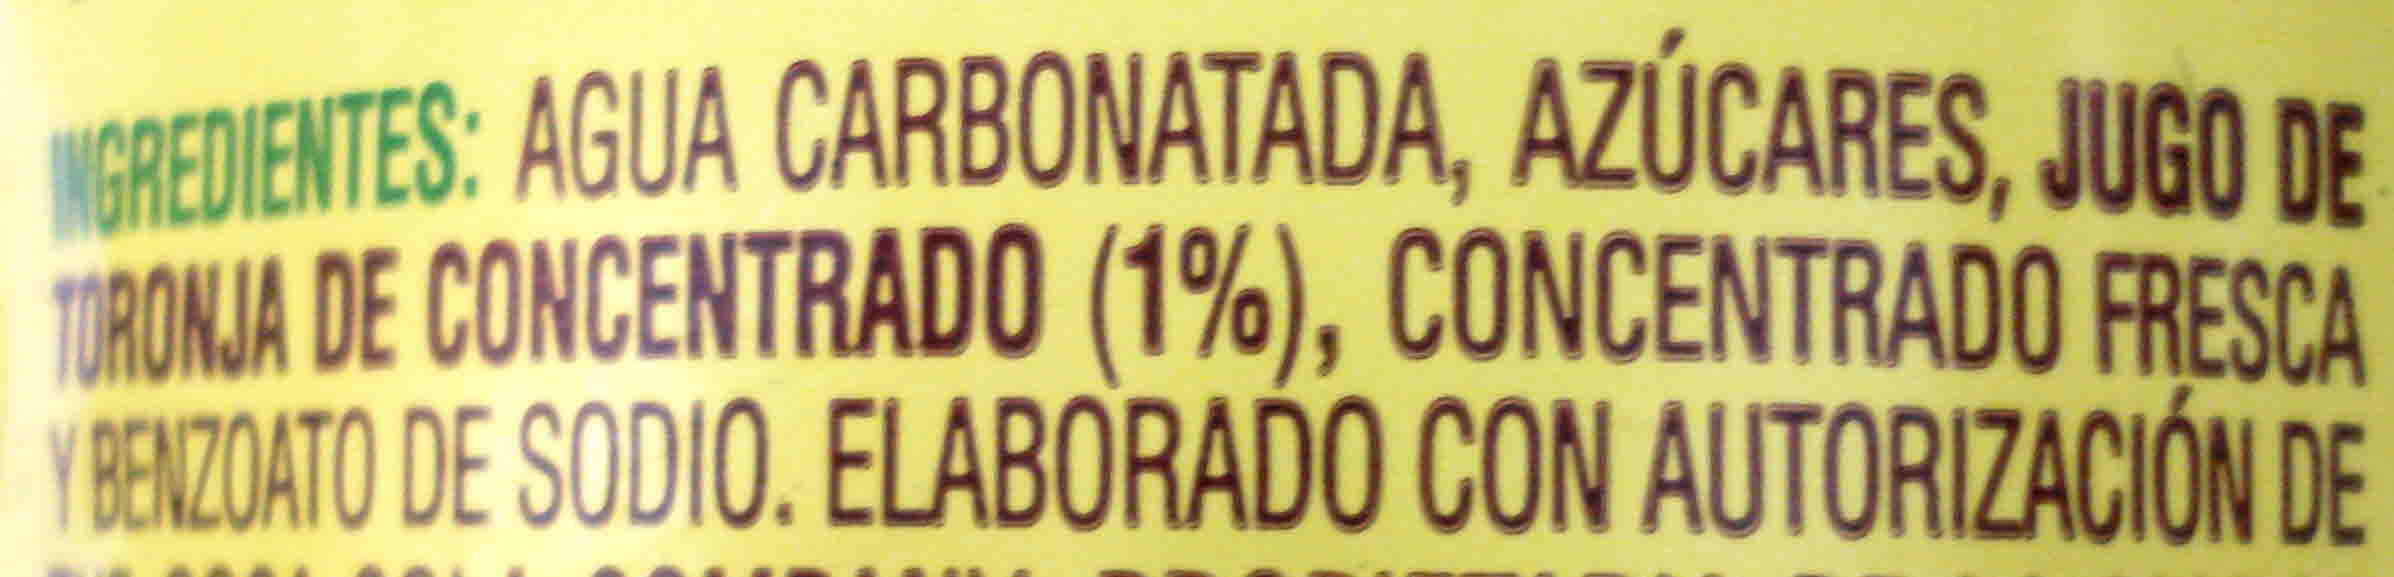 INGREDIENTES: AGUA CARBONATADA, AZÚCARES, JUGO DE
TORONJA DE CONCENTRADO (1%), CONCENTRADO FRESCA
Y BENZOATO DE SODIO. ELABORADO CON AUTORIZACIÓN DE